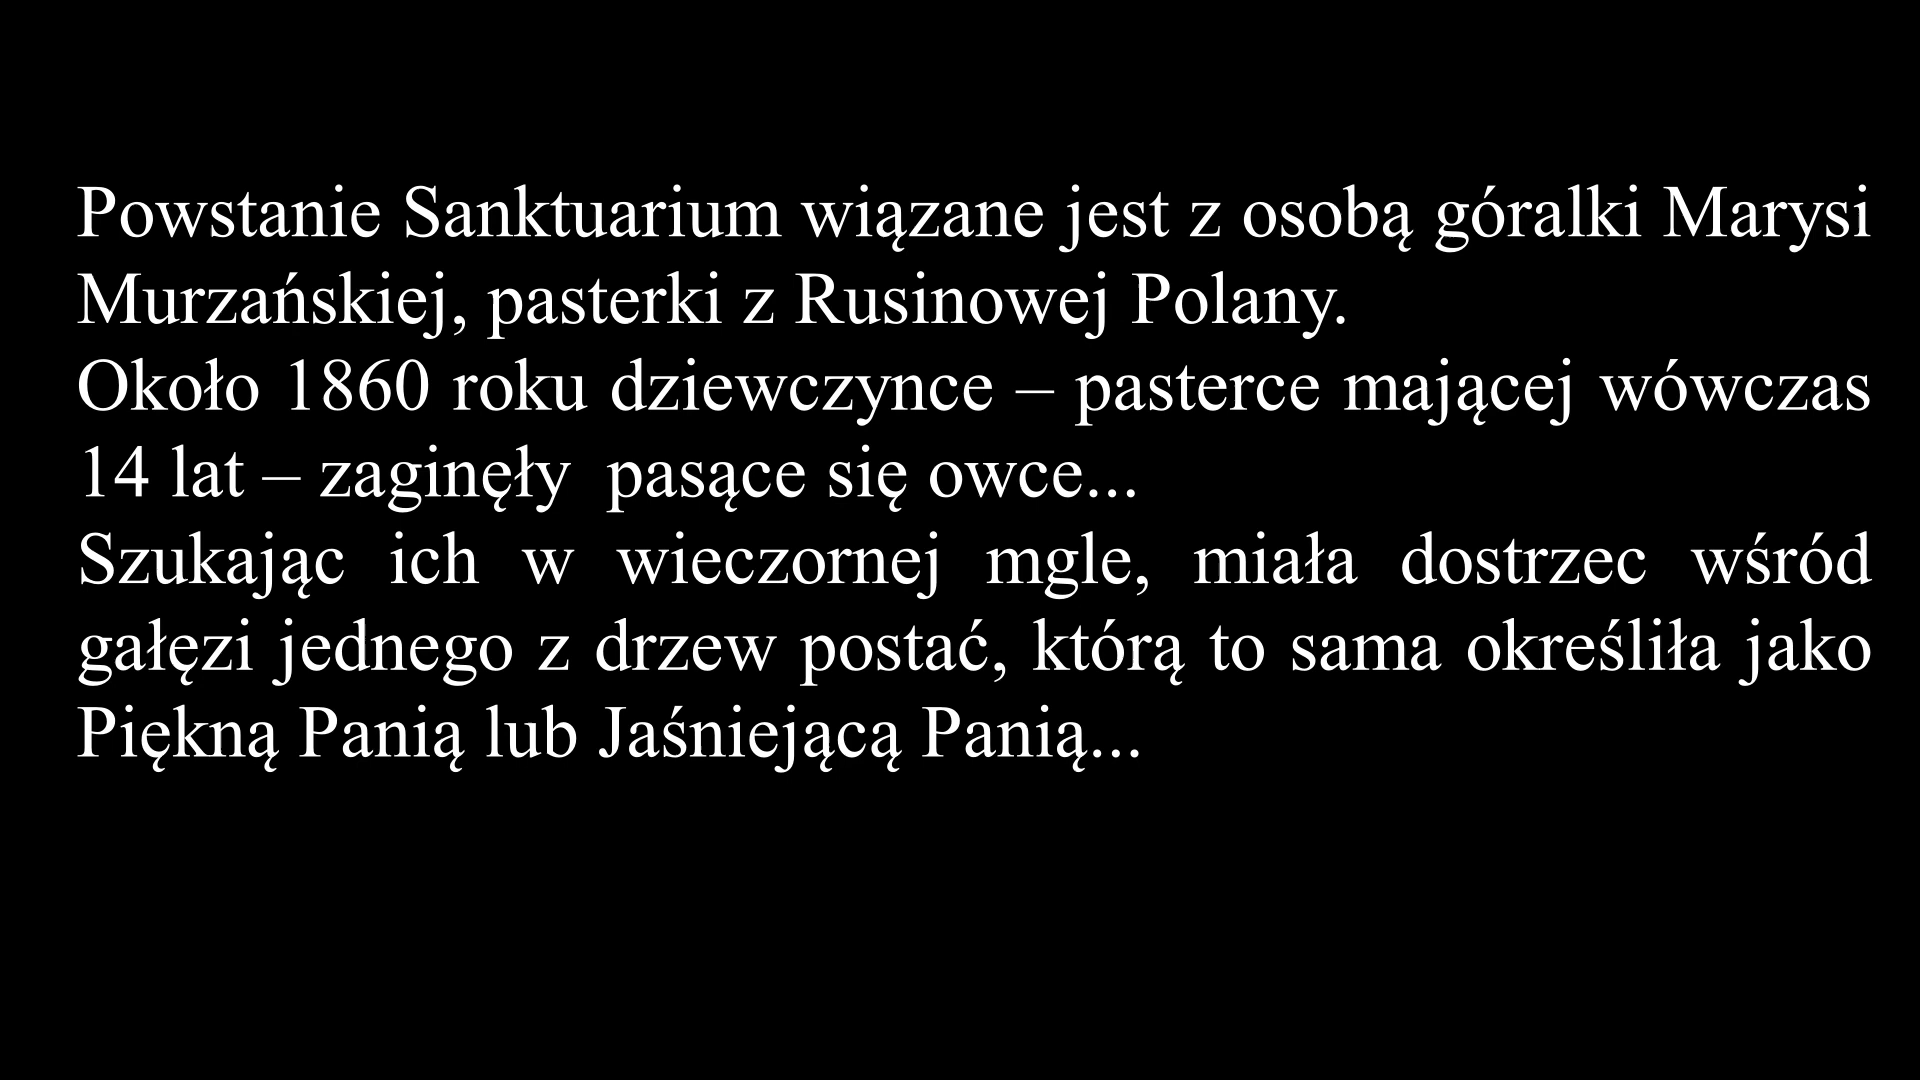 Powstanie Sanktuarium wiązane jest z osobą góralki Marysi
Murzańskiej, pasterki z Rusinowej Polany.
Około 1860 roku dziewczynce – pasterce mającej wówczas
14 lat – zaginęły  pasące się owce...
Szukając ich w wieczornej mgle, miała dostrzec wśród
gałęzi jednego z drzew postać, którą to sama określiła jako
Piękną Panią lub Jaśniejącą Panią...